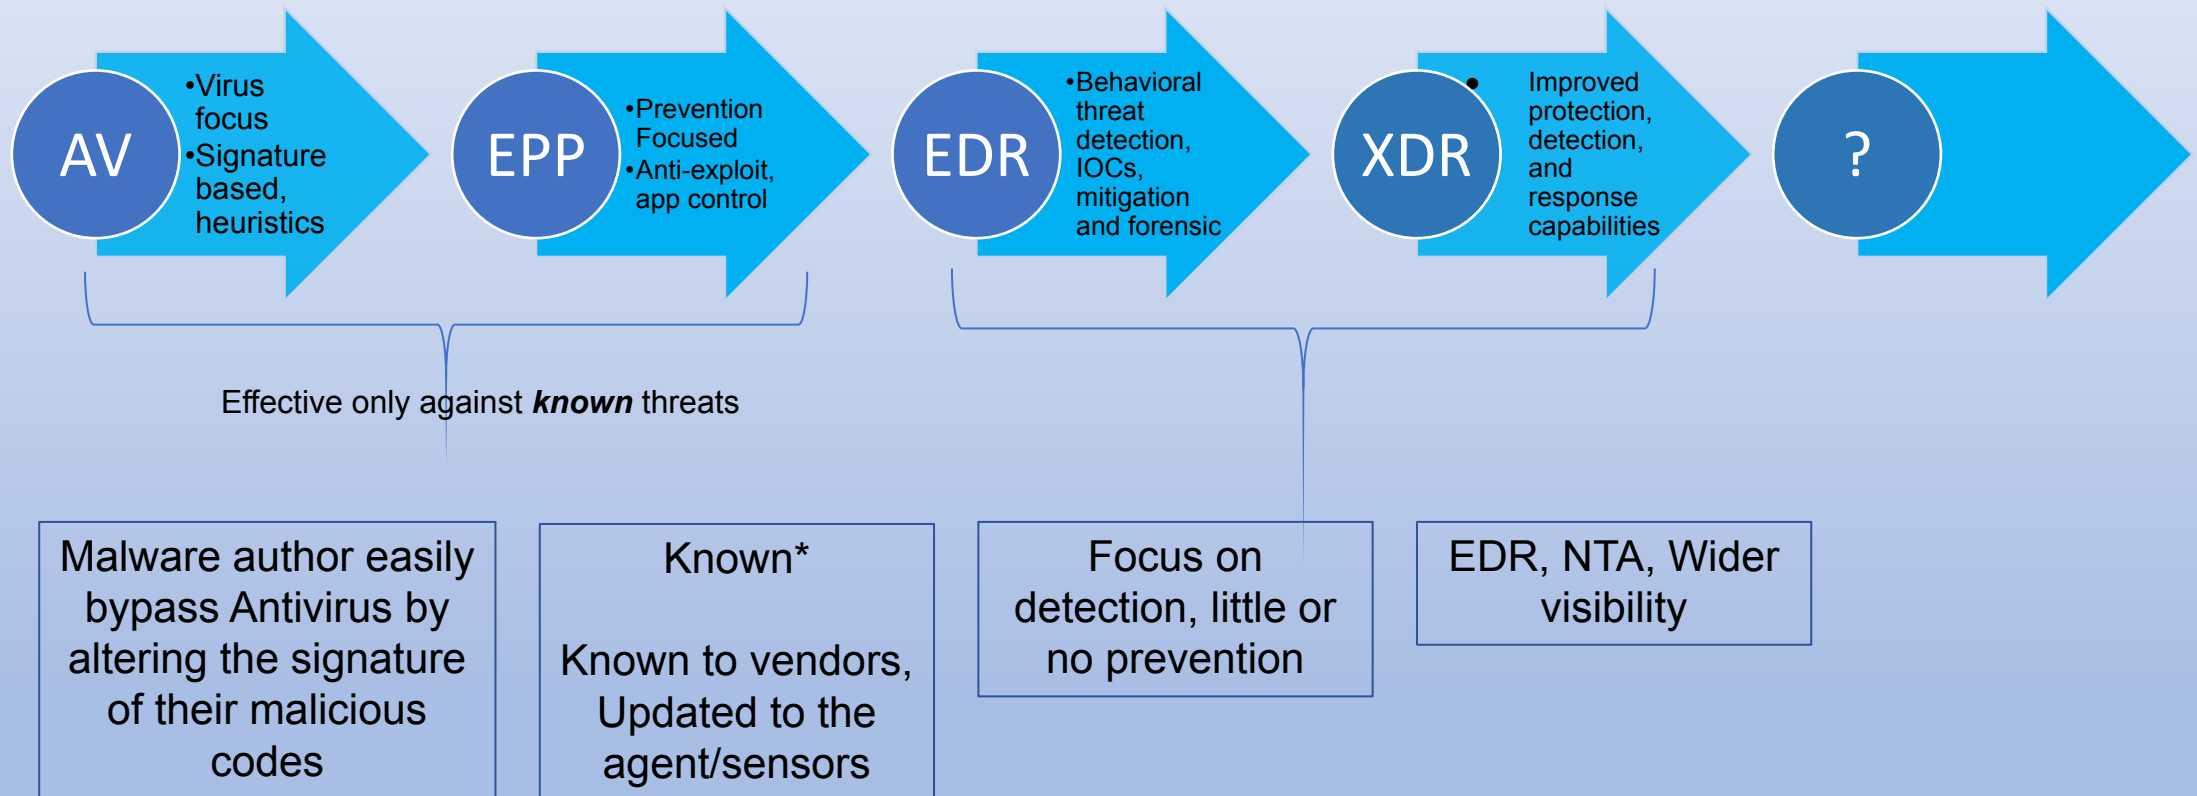 AV
•Virus
focus
•Signature
based,
heuristics
EPP
•Prevention
Focused
•Anti-exploit,
app control
EDR
•Behavioral
threat
detection,
IOCs,
mitigation
and forensic
XDR
• Improved
protection,
detection,
and
response
capabilities
?
Effective only against known threats
Malware author easily
bypass Antivirus by
altering the signature
of their malicious
codes
Known*
Known to vendors,
Updated to the
agent/sensors
Focus on
detection, little or
no prevention
EDR, NTA, Wider
visibility